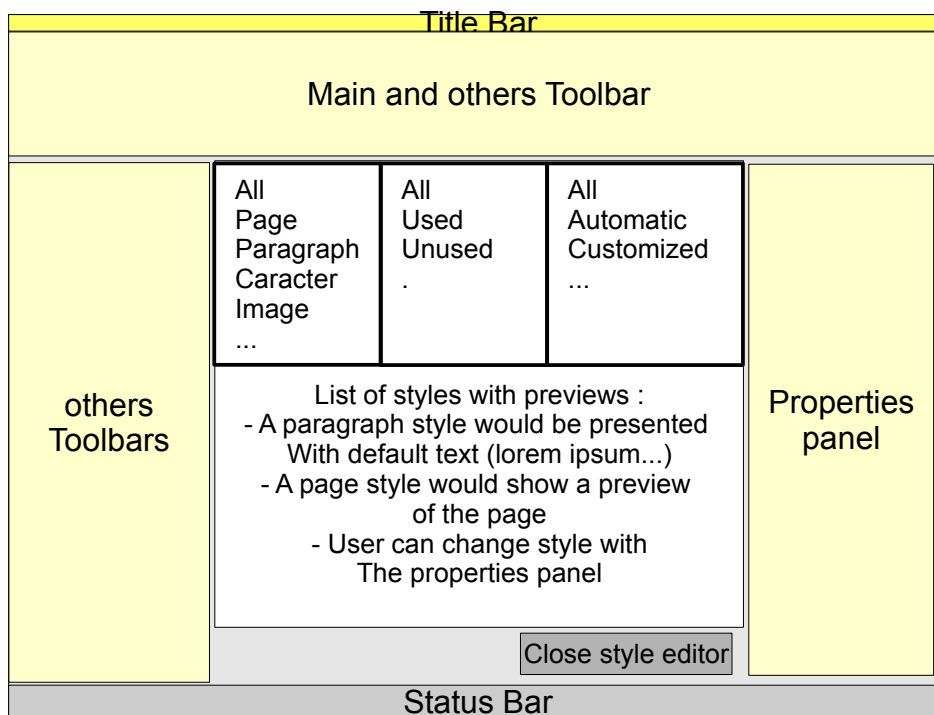 Title Bar
Main and others Toolbar
others
Toolbars
All
Page
Paragraph
Caracter
Image
...
All
Used
Unused
.
All
Automatic
Customized
...
List of styles with previews :
- A paragraph style would be presented
With default text (lorem ipsum...)
- A page style would show a preview
of the page
- User can change style with
The properties panel
Properties
panel
Close style editor
Status Bar